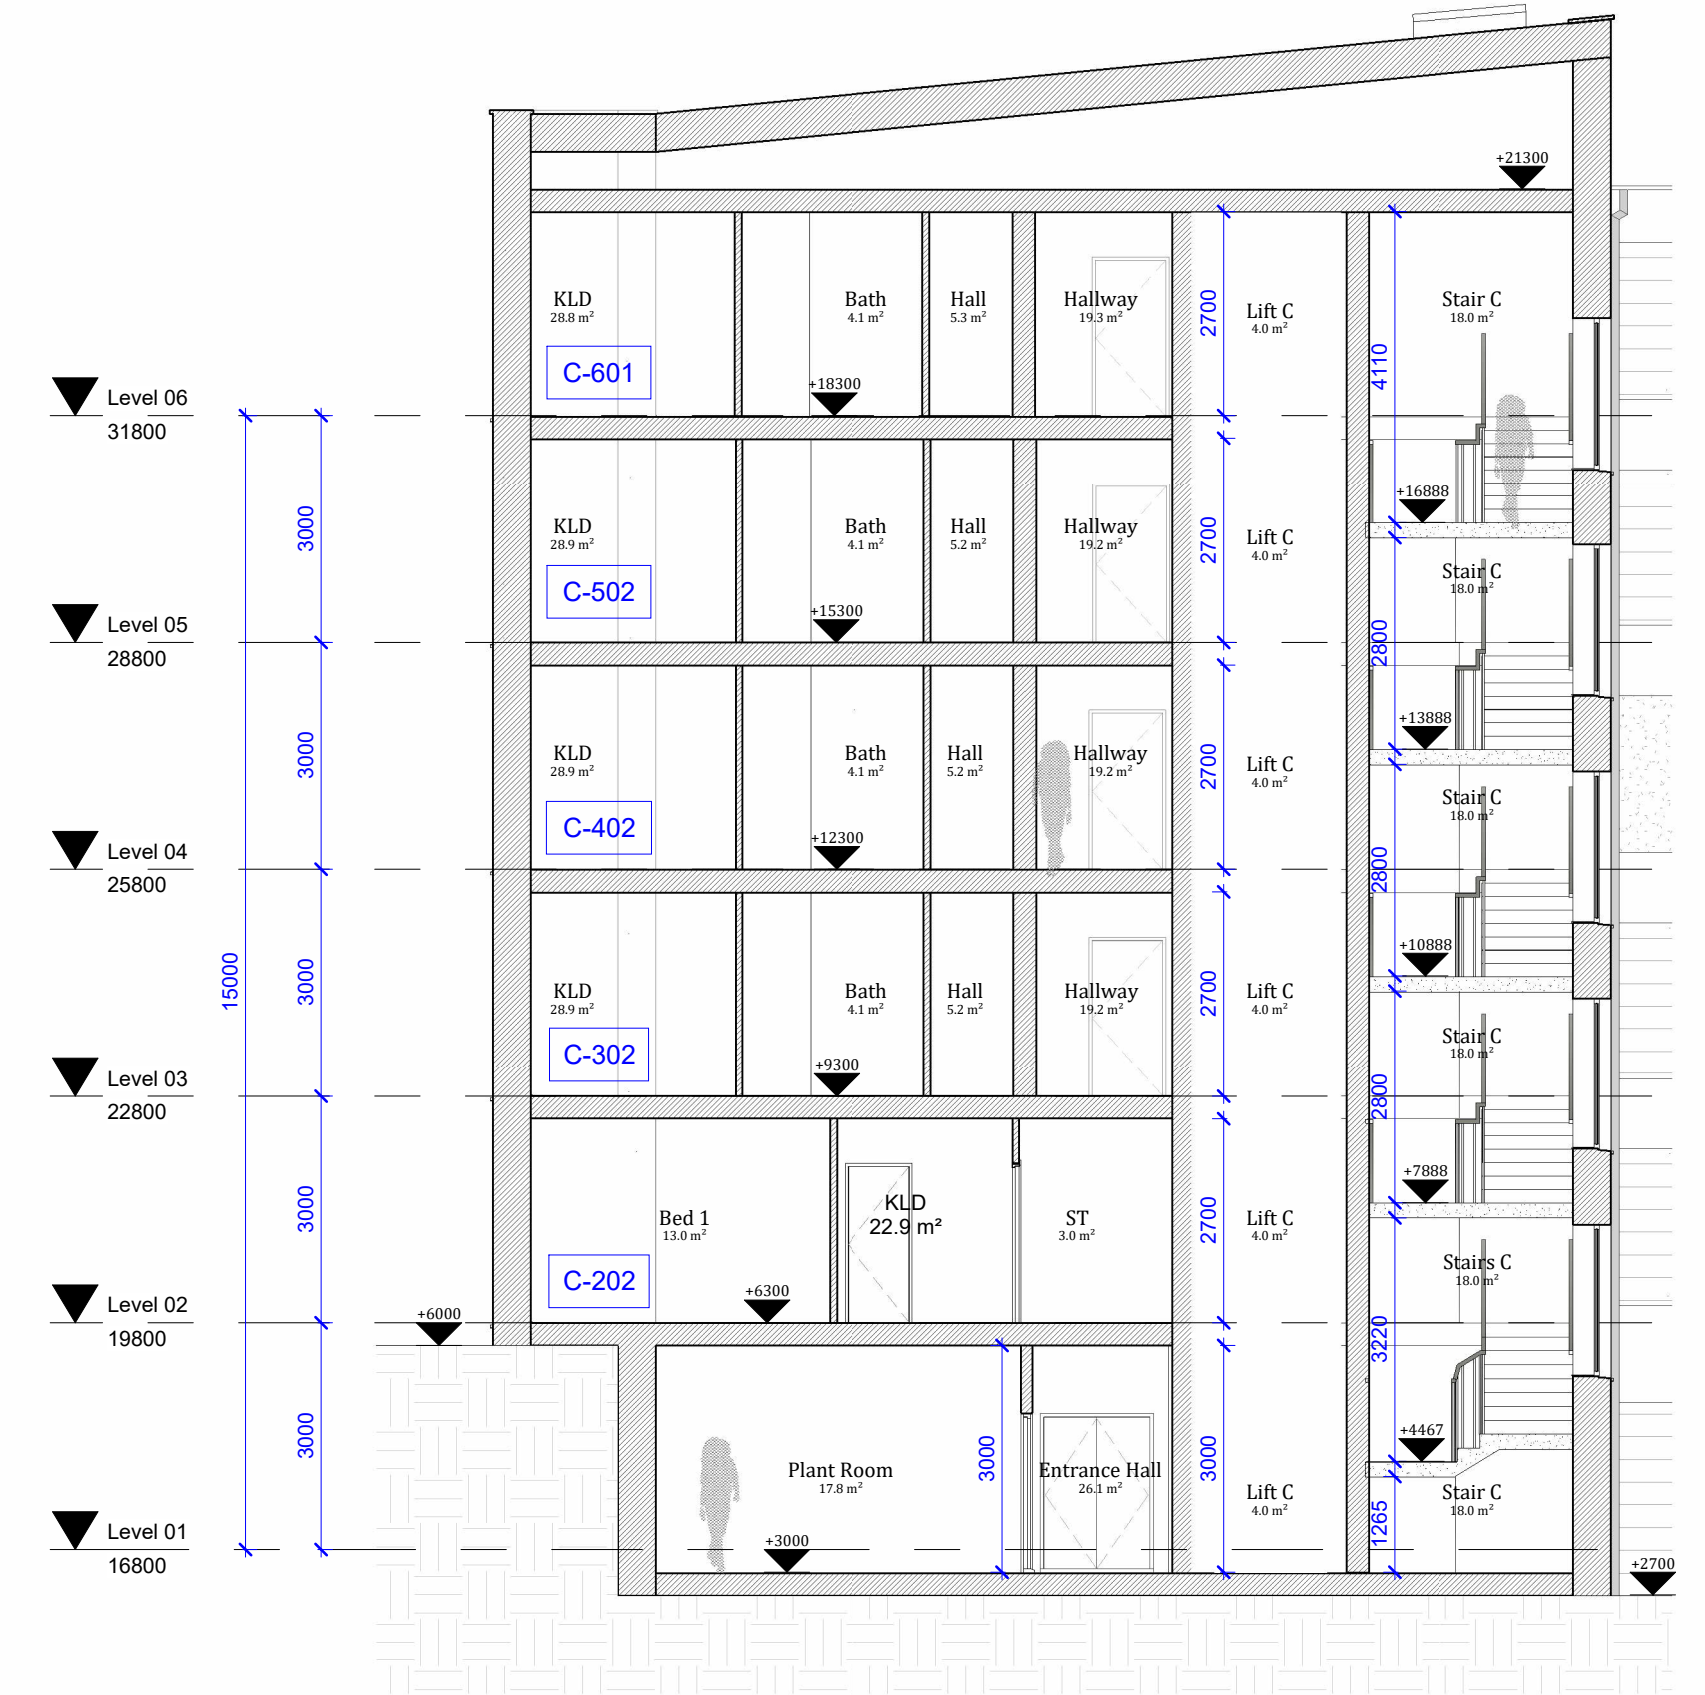 +21300
KLD
28.8 m²
Bath
4.1 m²
Hall
5.3 m²
Hallway
19.3 m²
2700
Lift C
4.0 m²
Stair C
18.0 m²
4110
C-601
+18300
Level 06
31800
3000
KLD
28.9 m²
Bath
4.1 m²
Hall
5.2 m²
Hallway
19.2 m²
2700
Lift C
4.0 m²
+16888
Stair C
18.0 m²
2800
C-502
+15300
Level 05
28800
3000
KLD
28.9 m²
Bath
4.1 m²
Hall
5.2 m²
Hallway
19.2 m²
2700
Lift C
4.0 m²
+13888
Stair C
18.0 m²
2800
C-402
+12300
Level 04
25800
15000
3000
KLD
28.9 m²
Bath
4.1 m²
Hall
5.2 m²
Hallway
19.2 m²
2700
Lift C
4.0 m²
+10888
Stair C
18.0 m²
2800
C-302
+9300
Level 03
22800
3000
Bed 1
13.0 m²
KLD
22.9 m²
ST
3.0 m²
2700
Lift C
4.0 m²
+7888
Stairs C
18.0 m²
3220
C-202
+6300
Level 02
19800
+6000
3000
Plant Room
17.8 m²
3000
Entrance Hall
26.1 m²
3000
Lift C
4.0 m²
+4467
Stair C
18.0 m²
1265
Level 01
16800
+3000
+2700